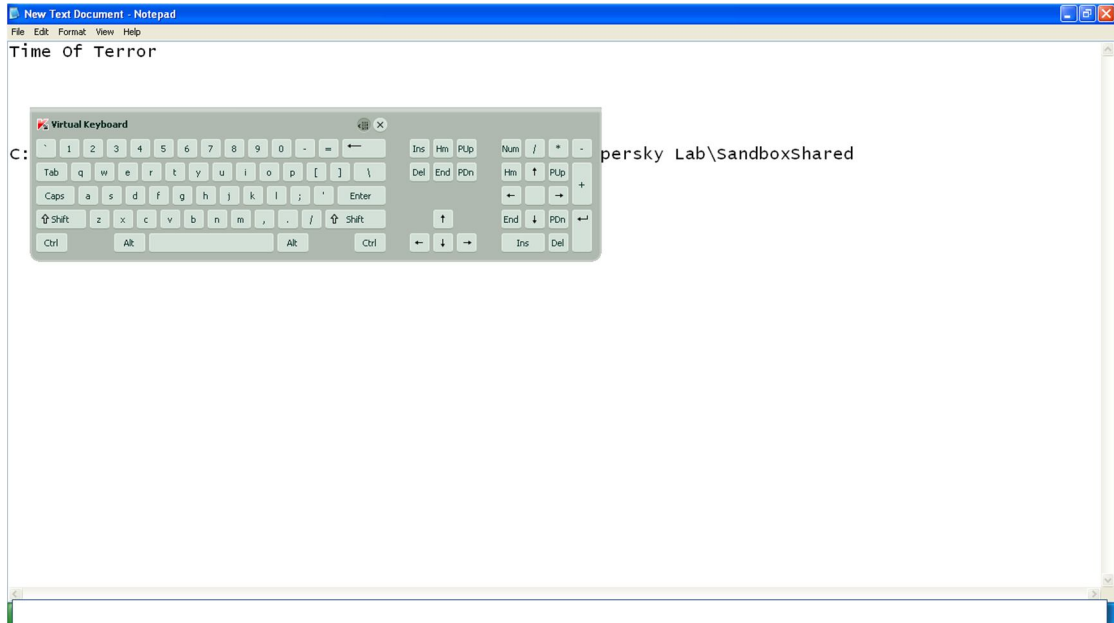 New Text Document - Notepad
File Edit Format View Help
Time Of Terror
Virtual Keyboard
C: persky Lab\SandboxShared
` 1 2 3 4 5 6 7 8 9 0 - = ← Ins Hm PUp Num / * -
Tab q w e r t y u i o p [ ] \ Del End PDn Hm ↑ PUp +
Caps a s d f g h j k l ; ' Enter ← →
⇧ Shift z x c v b n m , . / ⇧ Shift ↑ End ↓ PDn ↵
Ctrl Alt Alt Ctrl ← ↓ → Ins Del